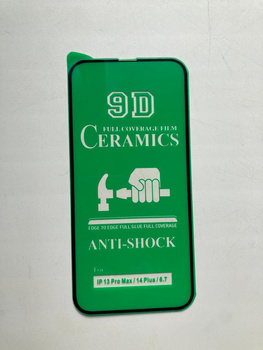 9D
FULL COVERAGE FILM
CERAMICS
EDGE TO EDGE FULL GLUE FULL COVERAGE
ANTI-SHOCK
For
IP 13 Pro Max / 14 Plus / 6.7